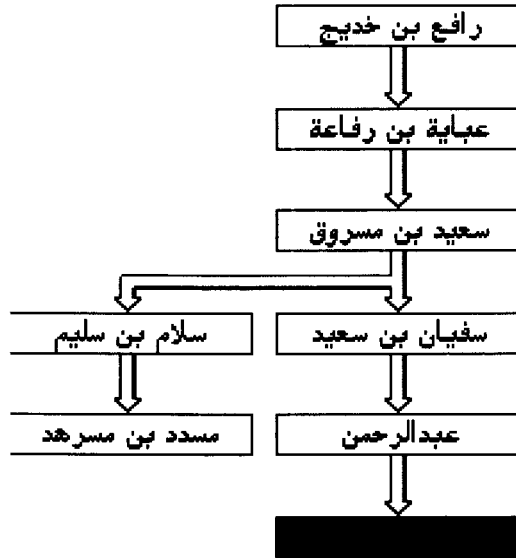 رافع بن خديج
عباية بن رفاعة
سعيد بن مسروق
سفيان بن سعيد
سلام بن سليم
عبدالرحمن
مسدد بن مسرهد